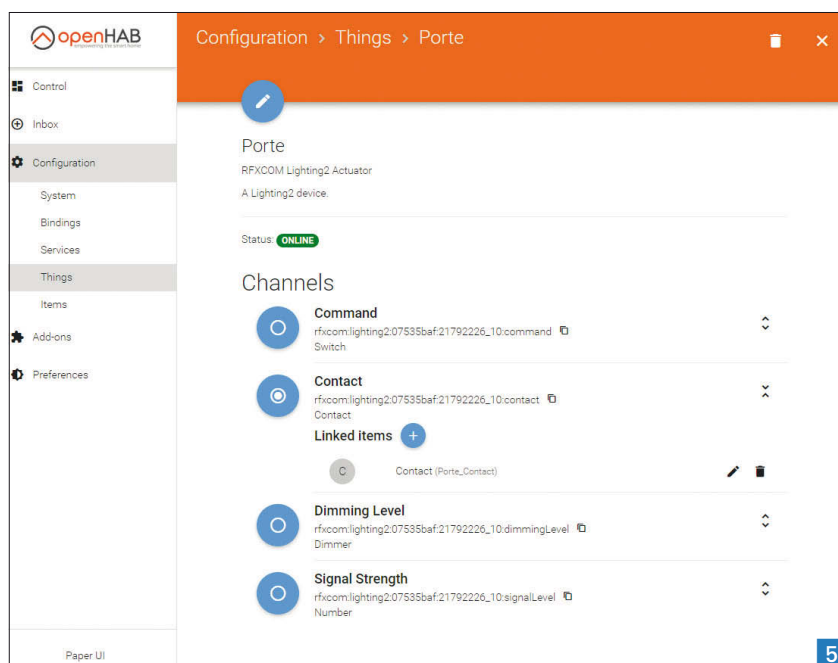 openHAB
empowering the smart home
Configuration > Things > Porte
Control
Inbox
Configuration
System
Bindings
Services
Things
Items
Add-ons
Preferences
Paper UI
Porte
RFXCOM Lighting2 Actuator
A Lighting2 device.
Status: ONLINE
Channels
Command
rfxcom:lighting2:07535baf:21792226_10:command
Switch
Contact
rfxcom:lighting2:07535baf:21792226_10:contact
Contact
Linked items
C Contact (Porte_Contact)
Dimming Level
rfxcom:lighting2:07535baf:21792226_10:dimmingLevel
Dimmer
Signal Strength
rfxcom:lighting2:07535baf:21792226_10:signalLevel
Number
5